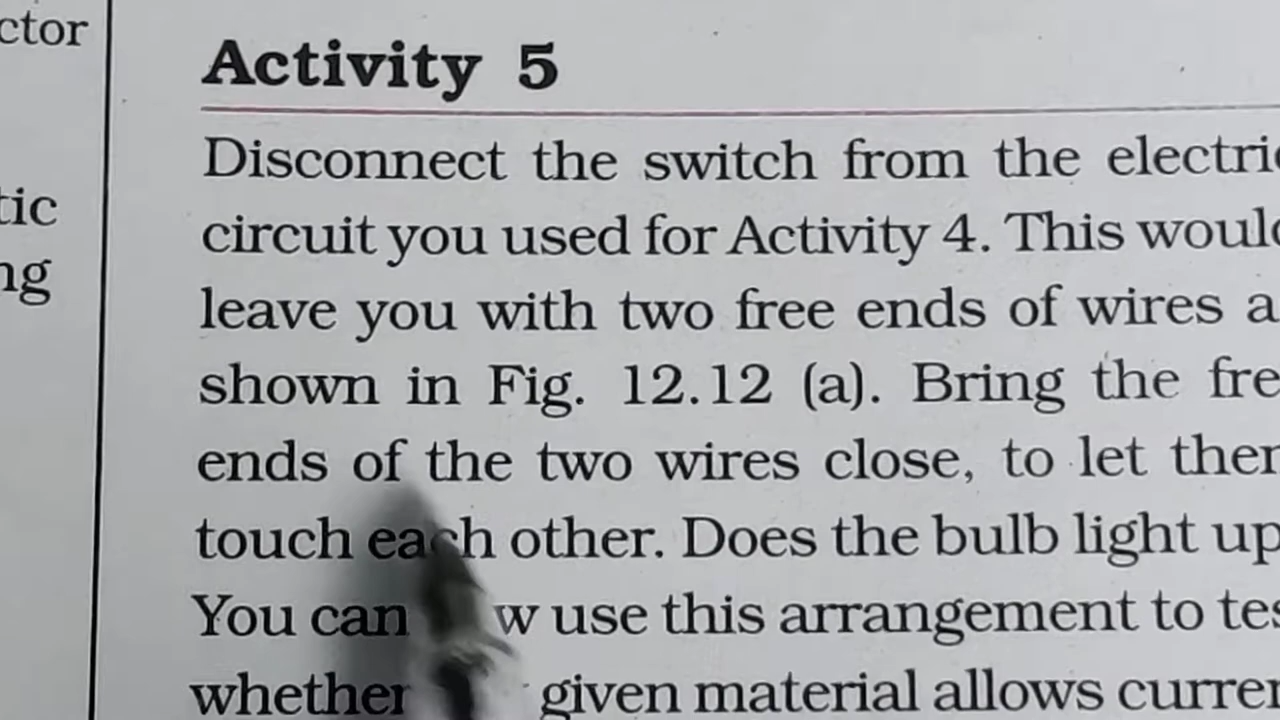 ctor
tic
ng
Activity 5
Disconnect the switch from the electric
circuit you used for Activity 4. This would
leave you with two free ends of wires a
shown in Fig. 12.12 (a). Bring the fre
ends of the two wires close, to let ther
touch each other. Does the bulb light up
You can w use this arrangement to tes
whether given material allows curren